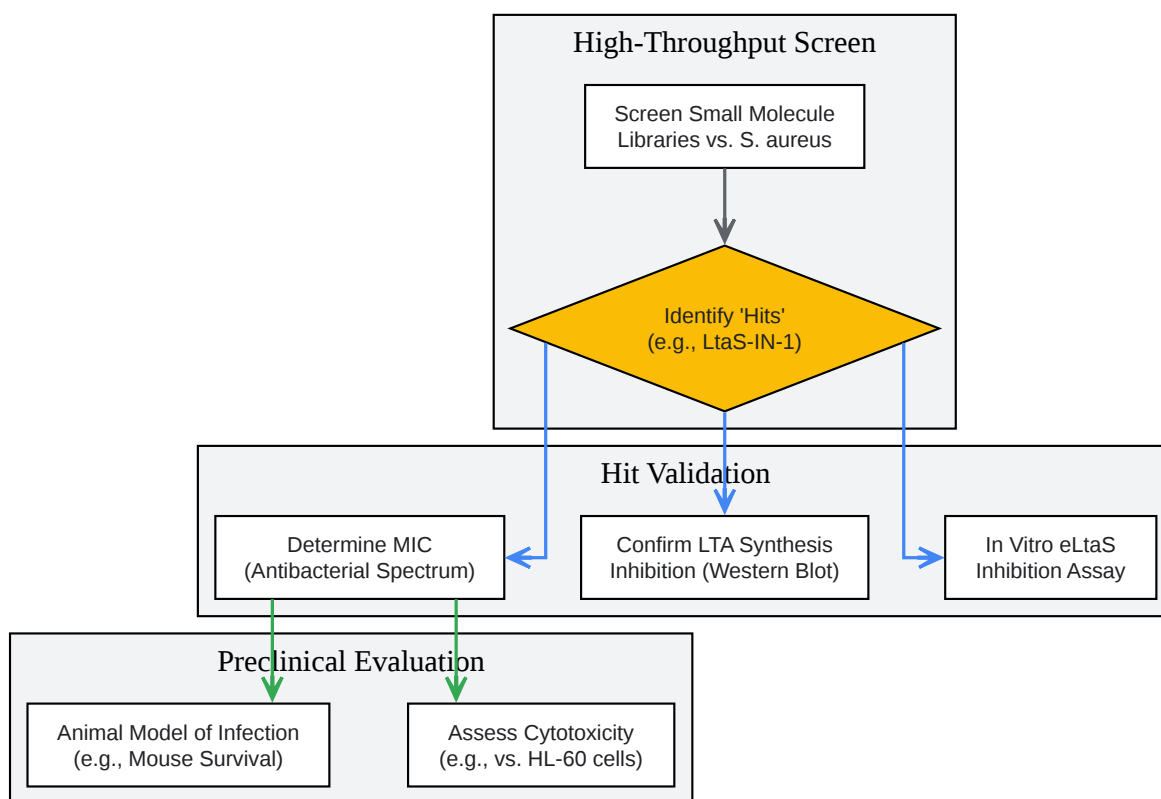 High-Throughput Screen
Screen Small Molecule
Libraries vs. S. aureus
Identify 'Hits'
(e.g., LtaS-IN-1)
Hit Validation
Determine MIC
(Antibacterial Spectrum)
Confirm LTA Synthesis
Inhibition (Western Blot)
In Vitro eLtaS
Inhibition Assay
Preclinical Evaluation
Animal Model of Infection
(e.g., Mouse Survival)
Assess Cytotoxicity
(e.g., vs. HL-60 cells)